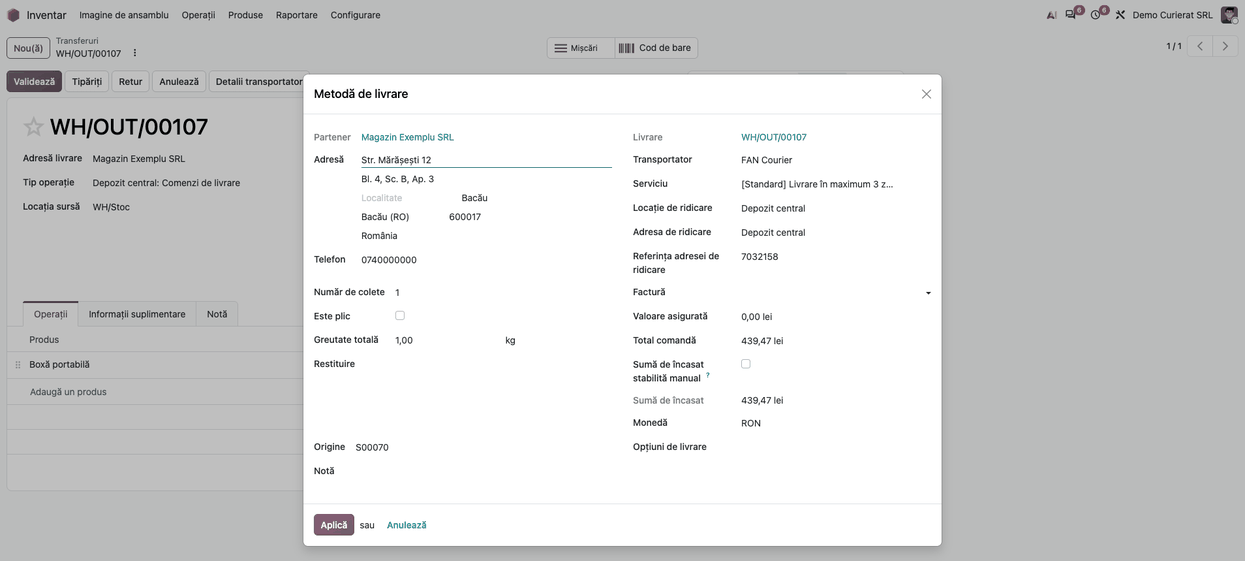 Inventar Imagine de ansamblu Operații Produse Raportare Configurare 6 6 Demo Curierat SRL
Nou(ă) Transferuri
WH/OUT/00107
Mișcări Cod de bare 1 / 1
Validează Tipăriți Retur Anulează Detalii transportator
WH/OUT/00107
Adresă livrare Magazin Exemplu SRL
Tip operație Depozit central: Comenzi de livrare
Locația sursă WH/Stoc
Operații Informații suplimentare Notă
Produs
Boxă portabilă
Adaugă un produs
Metodă de livrare
Partener Magazin Exemplu SRL
Adresă Str. Mărășești 12
Bl. 4, Sc. B, Ap. 3
Localitate Bacău
Bacău (RO) 600017
România
Telefon 0740000000
Număr de colete 1
Este plic
Greutate totală 1,00 kg
Restituire
Origine S00070
Notă
Livrare WH/OUT/00107
Transportator FAN Courier
Serviciu [Standard] Livrare în maximum 3 z...
Locație de ridicare Depozit central
Adresa de ridicare Depozit central
Referința adresei de
ridicare 7032158
Factură
Valoare asigurată 0,00 lei
Total comandă 439,47 lei
Sumă de încasat
stabilită manual ?
Sumă de încasat 439,47 lei
Monedă RON
Opțiuni de livrare
Aplică sau Anulează